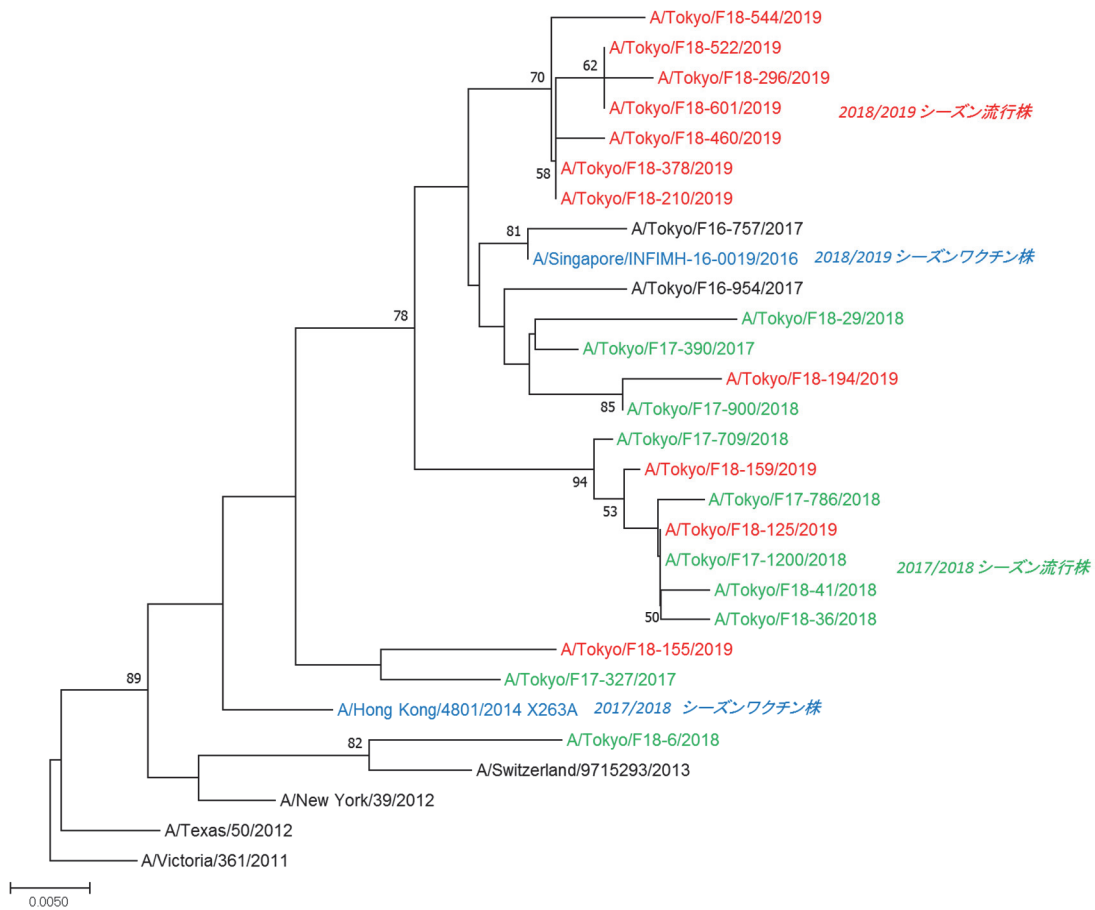 A/Tokyo/F18-544/2019
A/Tokyo/F18-522/2019
62
70
A/Tokyo/F18-296/2019
A/Tokyo/F18-601/2019
2018/2019 シーズン流行株
A/Tokyo/F18-460/2019
A/Tokyo/F18-378/2019
58
A/Tokyo/F18-210/2019
A/Tokyo/F16-757/2017
81
A/Singapore/INFIMH-16-0019/2016 2018/2019 シーズンワクチン株
A/Tokyo/F16-954/2017
78
A/Tokyo/F18-29/2018
A/Tokyo/F17-390/2017
A/Tokyo/F18-194/2019
85
A/Tokyo/F17-900/2018
A/Tokyo/F17-709/2018
A/Tokyo/F18-159/2019
94
A/Tokyo/F17-786/2018
53
A/Tokyo/F18-125/2019
A/Tokyo/F17-1200/2018
2017/2018 シーズン流行株
A/Tokyo/F18-41/2018
50
A/Tokyo/F18-36/2018
A/Tokyo/F18-155/2019
89
A/Tokyo/F17-327/2017
A/Hong Kong/4801/2014 X263A 2017/2018 シーズンワクチン株
82
A/Tokyo/F18-6/2018
A/Switzerland/9715293/2013
A/New York/39/2012
A/Texas/50/2012
A/Victoria/361/2011
0.0050